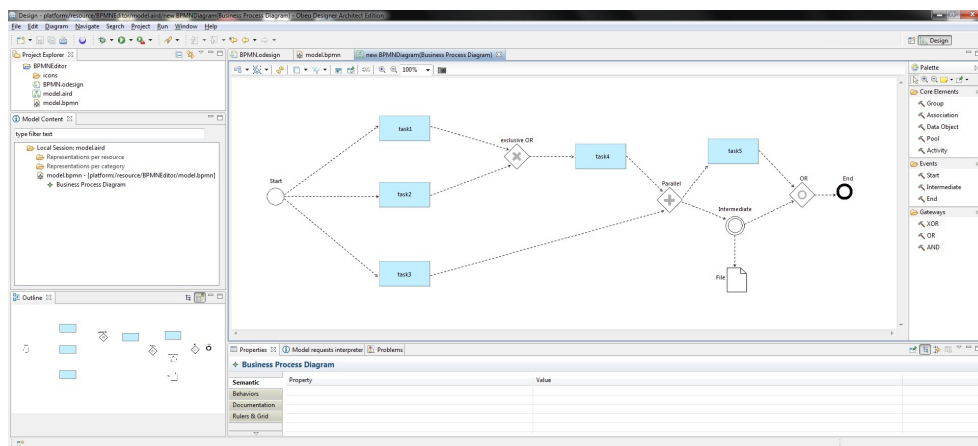 Design - platform:/resource/BPMNEditor/model.aird/new BPMNDiagram(Business Process Diagram) - Obeo Designer Architect Edition
File Edit Diagram Navigate Search Project Run Window Help
Design
Project Explorer
BPMNEditor
icons
BPMN.odesign
model.aird
model.bpmn
Model Content
type filter text
Local Session: model.aird
Representations per resource
Representations per category
model.bpmn - [platform/resource/BPMNEditor/model.bpmn]
Business Process Diagram
Outline
BPMN.odesign model.bpmn new BPMNDiagram(Business Process Diagram)
100%
task1
exclusive OR
task4
task5
Start
task2
Parallel
OR
End
Intermediate
task3
File
Palette
Core Elements
Group
Association
Data Object
Pool
Activity
Events
Start
Intermediate
End
Gateways
XOR
OR
AND
Properties Model requests interpreter Problems
Business Process Diagram
Semantic
Behaviors
Documentation
Rulers & Grid
Property Value